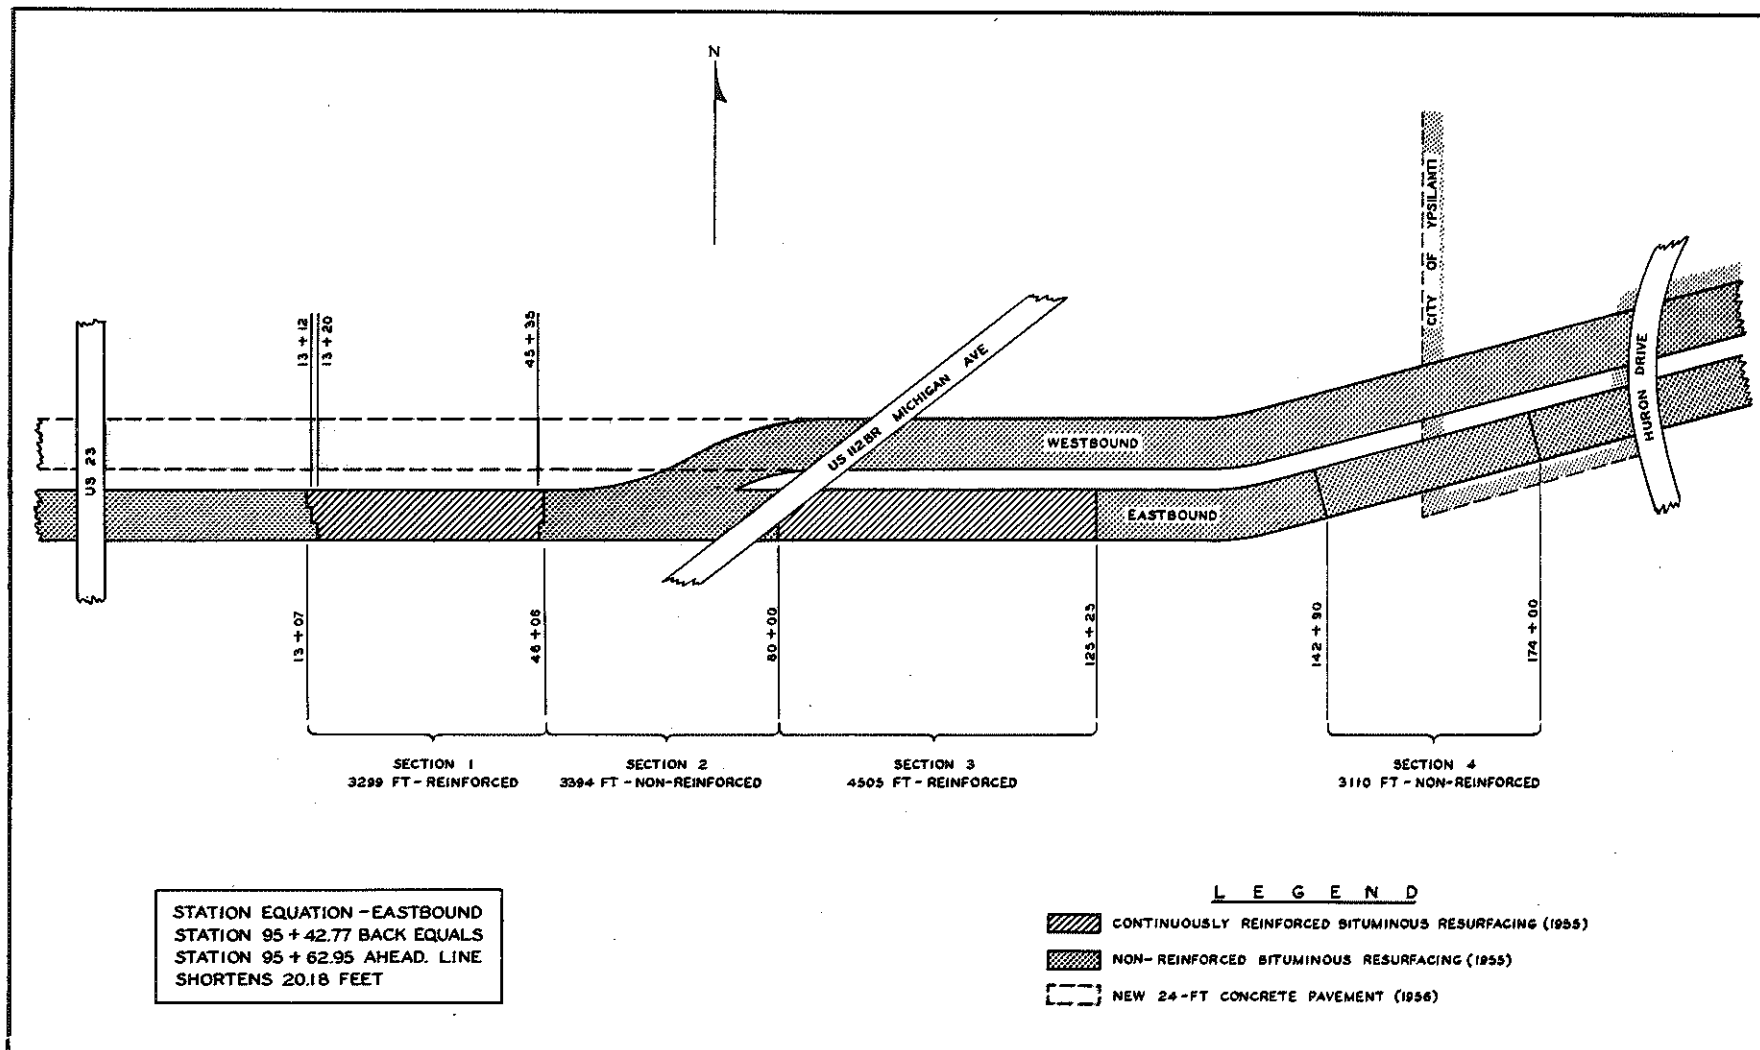 N
13 + 12
13 + 20
45 + 35
CITY OF YPSILANTI
US 23
US 112 BR MICHIGAN AVE
WESTBOUND
EASTBOUND
HURON DRIVE
13 + 07
46 + 06
80 + 00
125 + 25
142 + 90
174 + 00
SECTION 1
3299 FT - REINFORCED
SECTION 2
3394 FT - NON-REINFORCED
SECTION 3
4505 FT - REINFORCED
SECTION 4
3110 FT - NON-REINFORCED
STATION EQUATION - EASTBOUND
STATION 95 + 42.77 BACK EQUALS
STATION 95 + 62.95 AHEAD. LINE
SHORTENS 20.18 FEET
LEGEND
CONTINUOUSLY REINFORCED BITUMINOUS RESURFACING (1955)
NON-REINFORCED BITUMINOUS RESURFACING (1955)
NEW 24-FT CONCRETE PAVEMENT (1956)